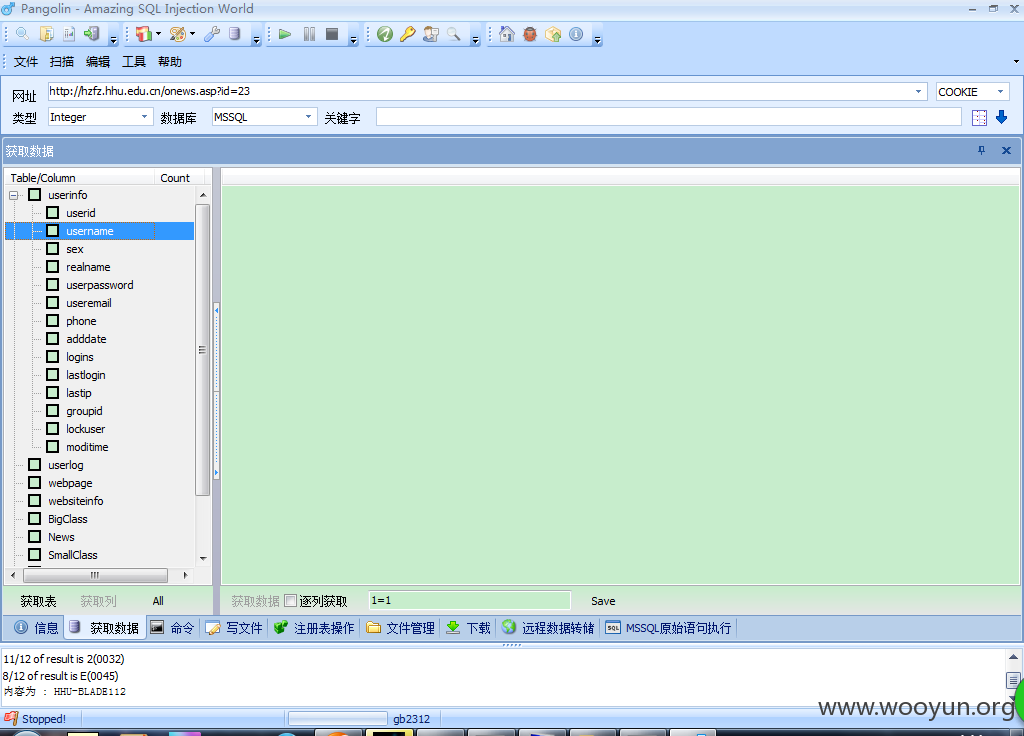 Pangolin - Amazing SQL Injection World
文件 扫描 编辑 工具 帮助
网址 http://hzfz.hhu.edu.cn/onews.asp?id=23 COOKIE
类型 Integer 数据库 MSSQL 关键字
获取数据
Table/Column Count
userinfo
userid
username
sex
realname
userpassword
useremail
phone
adddate
logins
lastlogin
lastip
groupid
lockuser
moditime
userlog
webpage
websiteinfo
BigClass
News
SmallClass
获取表 获取列 All 获取数据 逐列获取 1=1 Save
信息 获取数据 命令 写文件 注册表操作 文件管理 下载 远程数据转储 SQL MSSQL原始语句执行
11/12 of result is 2(0032)
8/12 of result is E(0045)
内容为 : HHU-BLADE112
www.wooyun.org
Stopped! gb2312